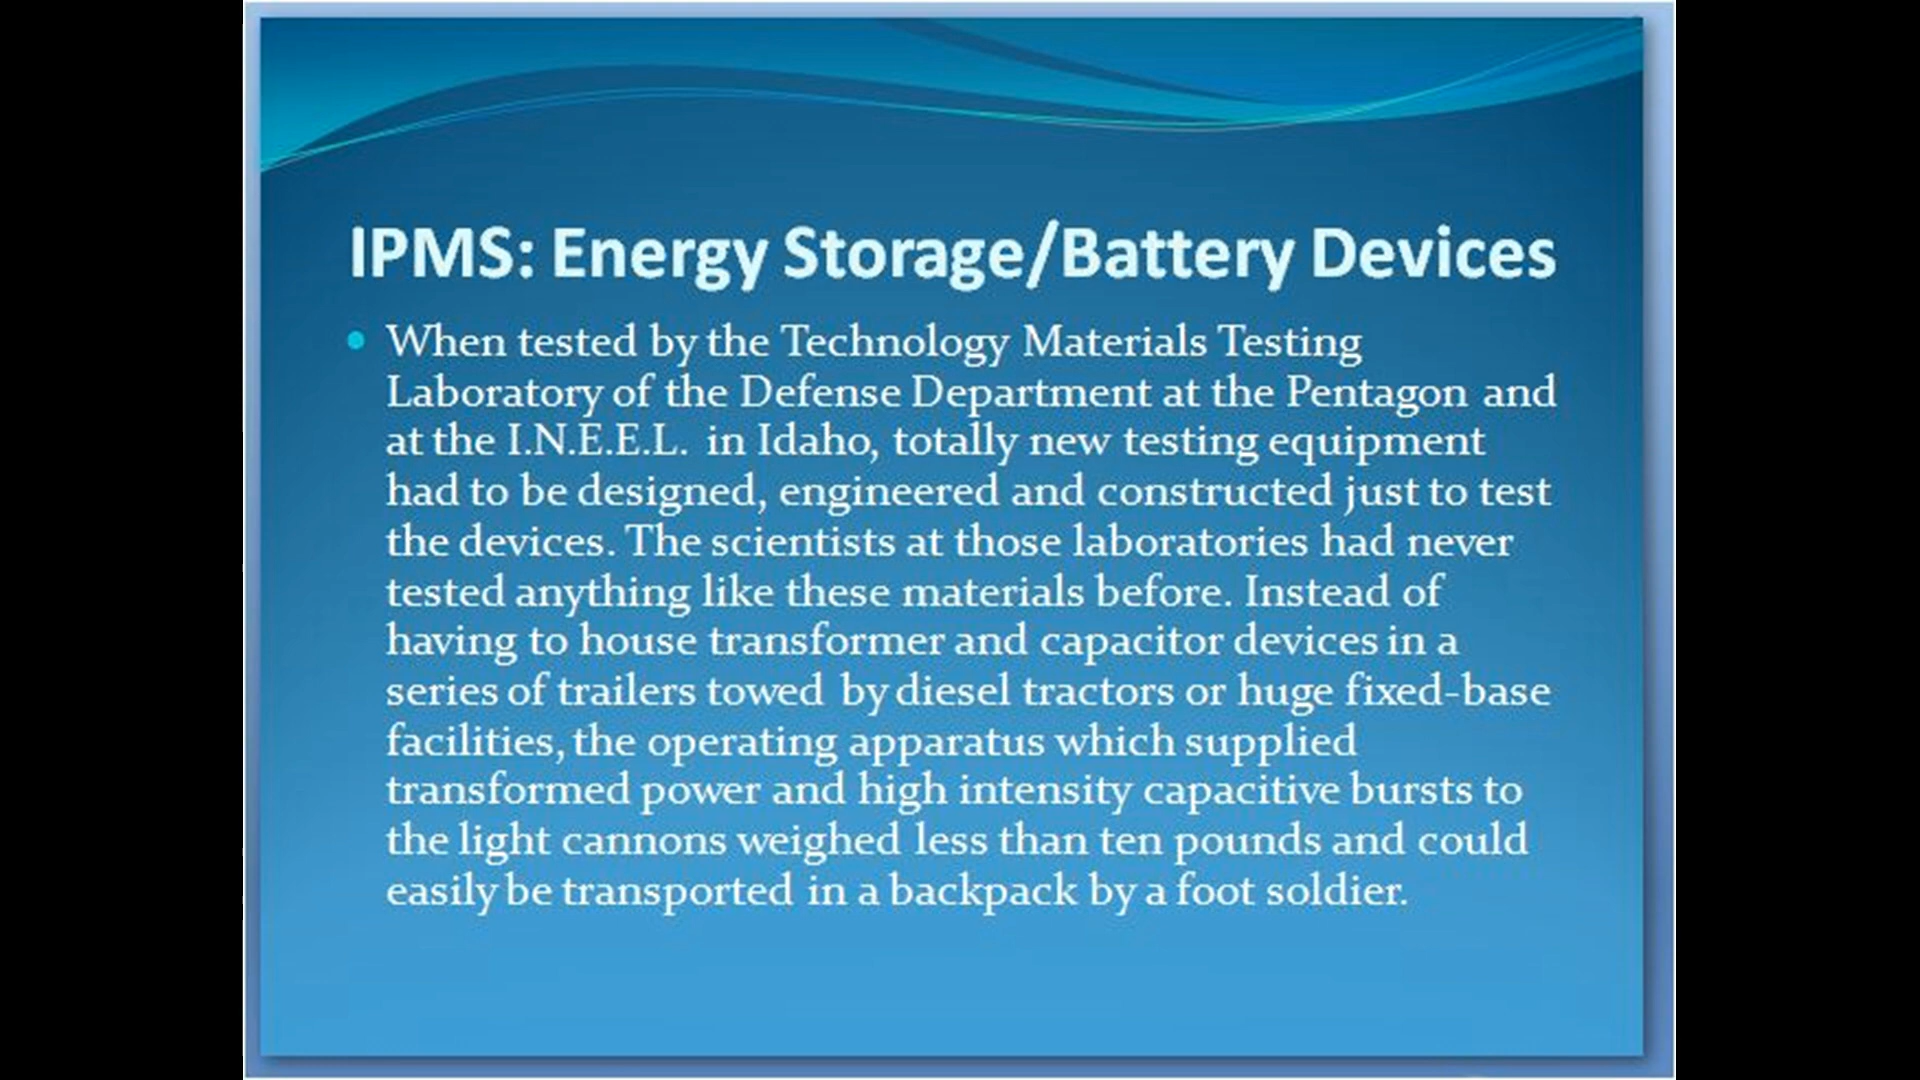 IPMS: Energy Storage/Battery Devices
When tested by the Technology Materials Testing
Laboratory of the Defense Department at the Pentagon and
at the I.N.E.E.L. in Idaho, totally new testing equipment
had to be designed, engineered and constructed just to test
the devices. The scientists at those laboratories had never
tested anything like these materials before. Instead of
having to house transformer and capacitor devices in a
series of trailers towed by diesel tractors or huge fixed-base
facilities, the operating apparatus which supplied
transformed power and high intensity capacitive bursts to
the light cannons weighed less than ten pounds and could
easily be transported in a backpack by a foot soldier.